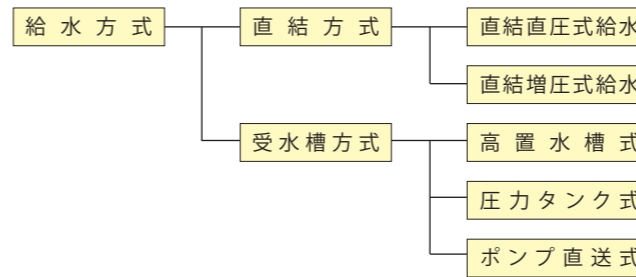 給水方式
直結方式
直結直圧式給水
直結増圧式給水
受水槽方式
高置水槽式
圧力タンク式
ポンプ直送式